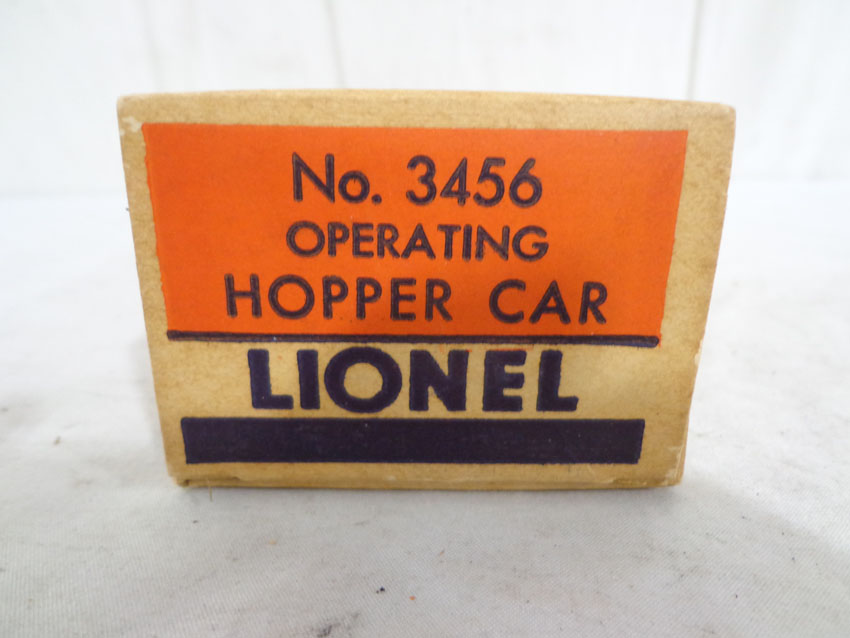 No. 3456
OPERATING
HOPPER CAR
LIONEL